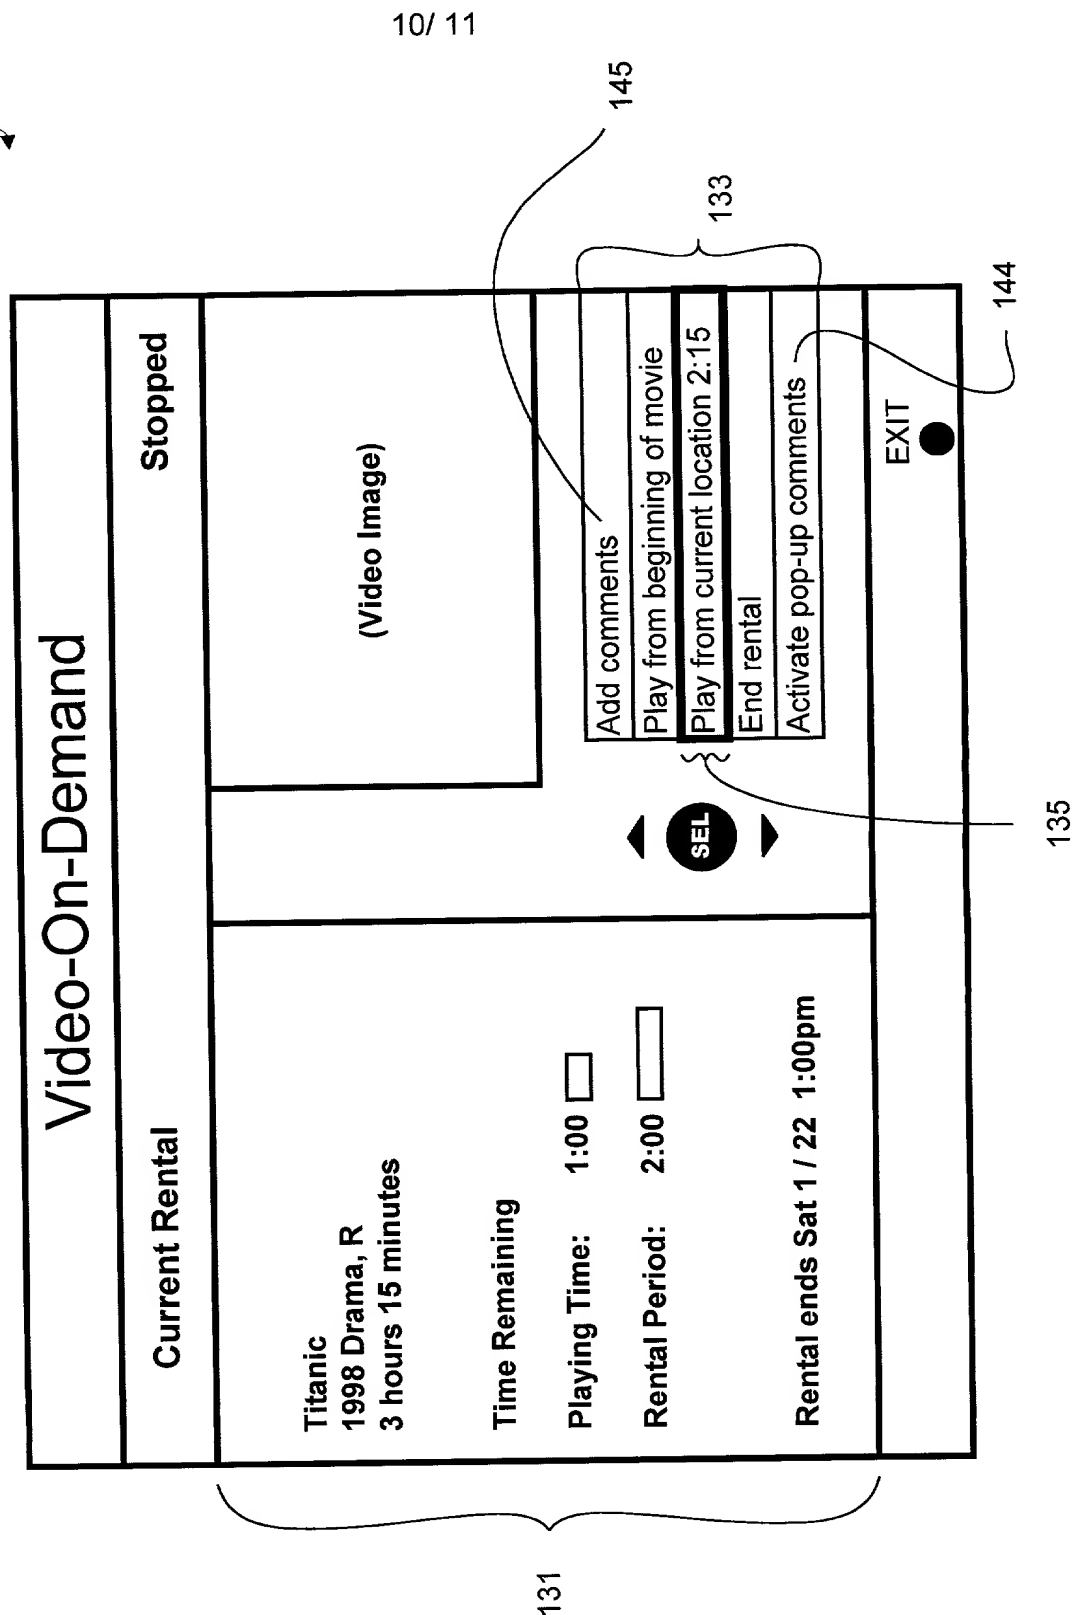 10/ 11
Video-On-Demand
Current Rental
Stopped
Titanic
1998 Drama, R
3 hours 15 minutes
Time Remaining
Playing Time: 1:00
Rental Period: 2:00
Rental ends Sat 1 / 22 1:00pm
(Video Image)
SEL
Add comments
Play from beginning of movie
Play from current location 2:15
End rental
Activate pop-up comments
EXIT
131
133
135
144
145